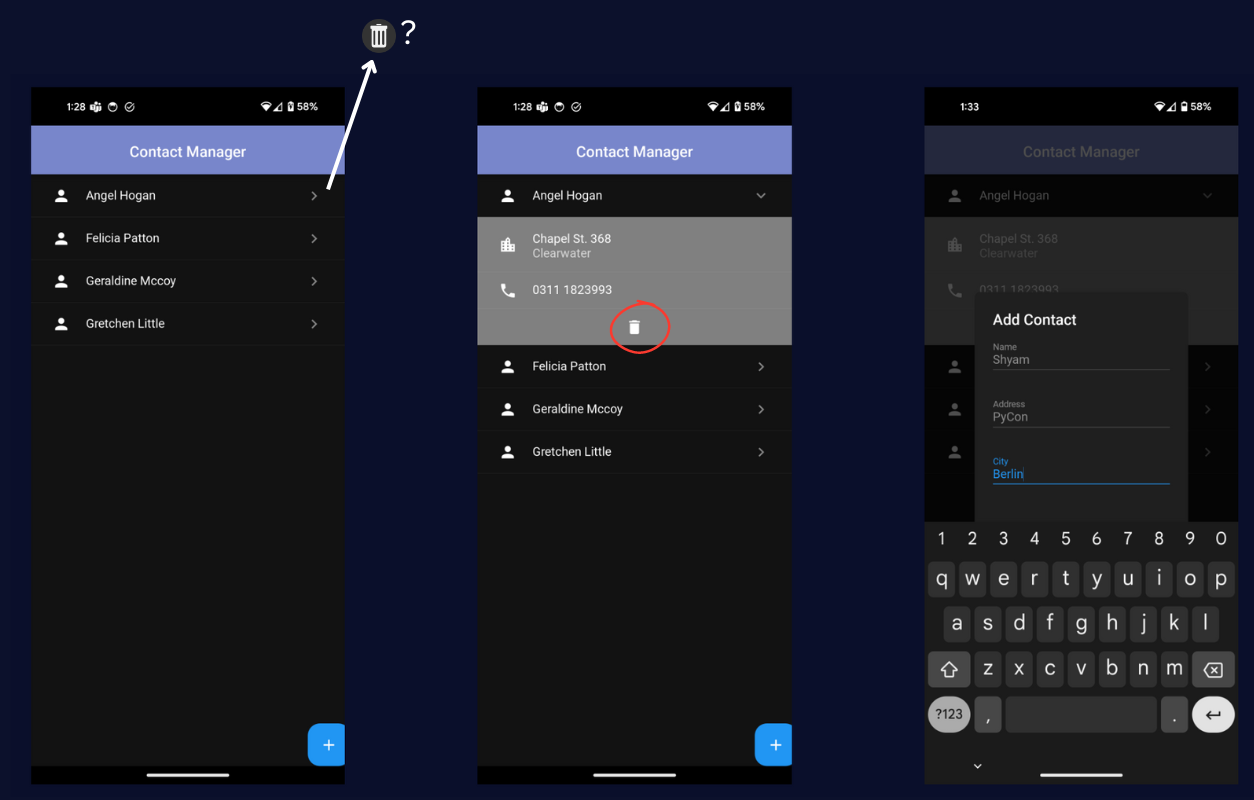 ?
1:28
58%
Contact Manager
Angel Hogan
Felicia Patton
Geraldine Mccoy
Gretchen Little
+
1:28
58%
Contact Manager
Angel Hogan
Chapel St. 368
Clearwater
0311 1823993
Felicia Patton
Geraldine Mccoy
Gretchen Little
+
1:33
58%
Contact Manager
Angel Hogan
Chapel St. 368
Clearwater
0311 1823993
Add Contact
Name
Shyam
Address
PyCon
City
Berlin
1 2 3 4 5 6 7 8 9 0
q w e r t y u i o p
a s d f g h j k l
z x c v b n m
?123 , .